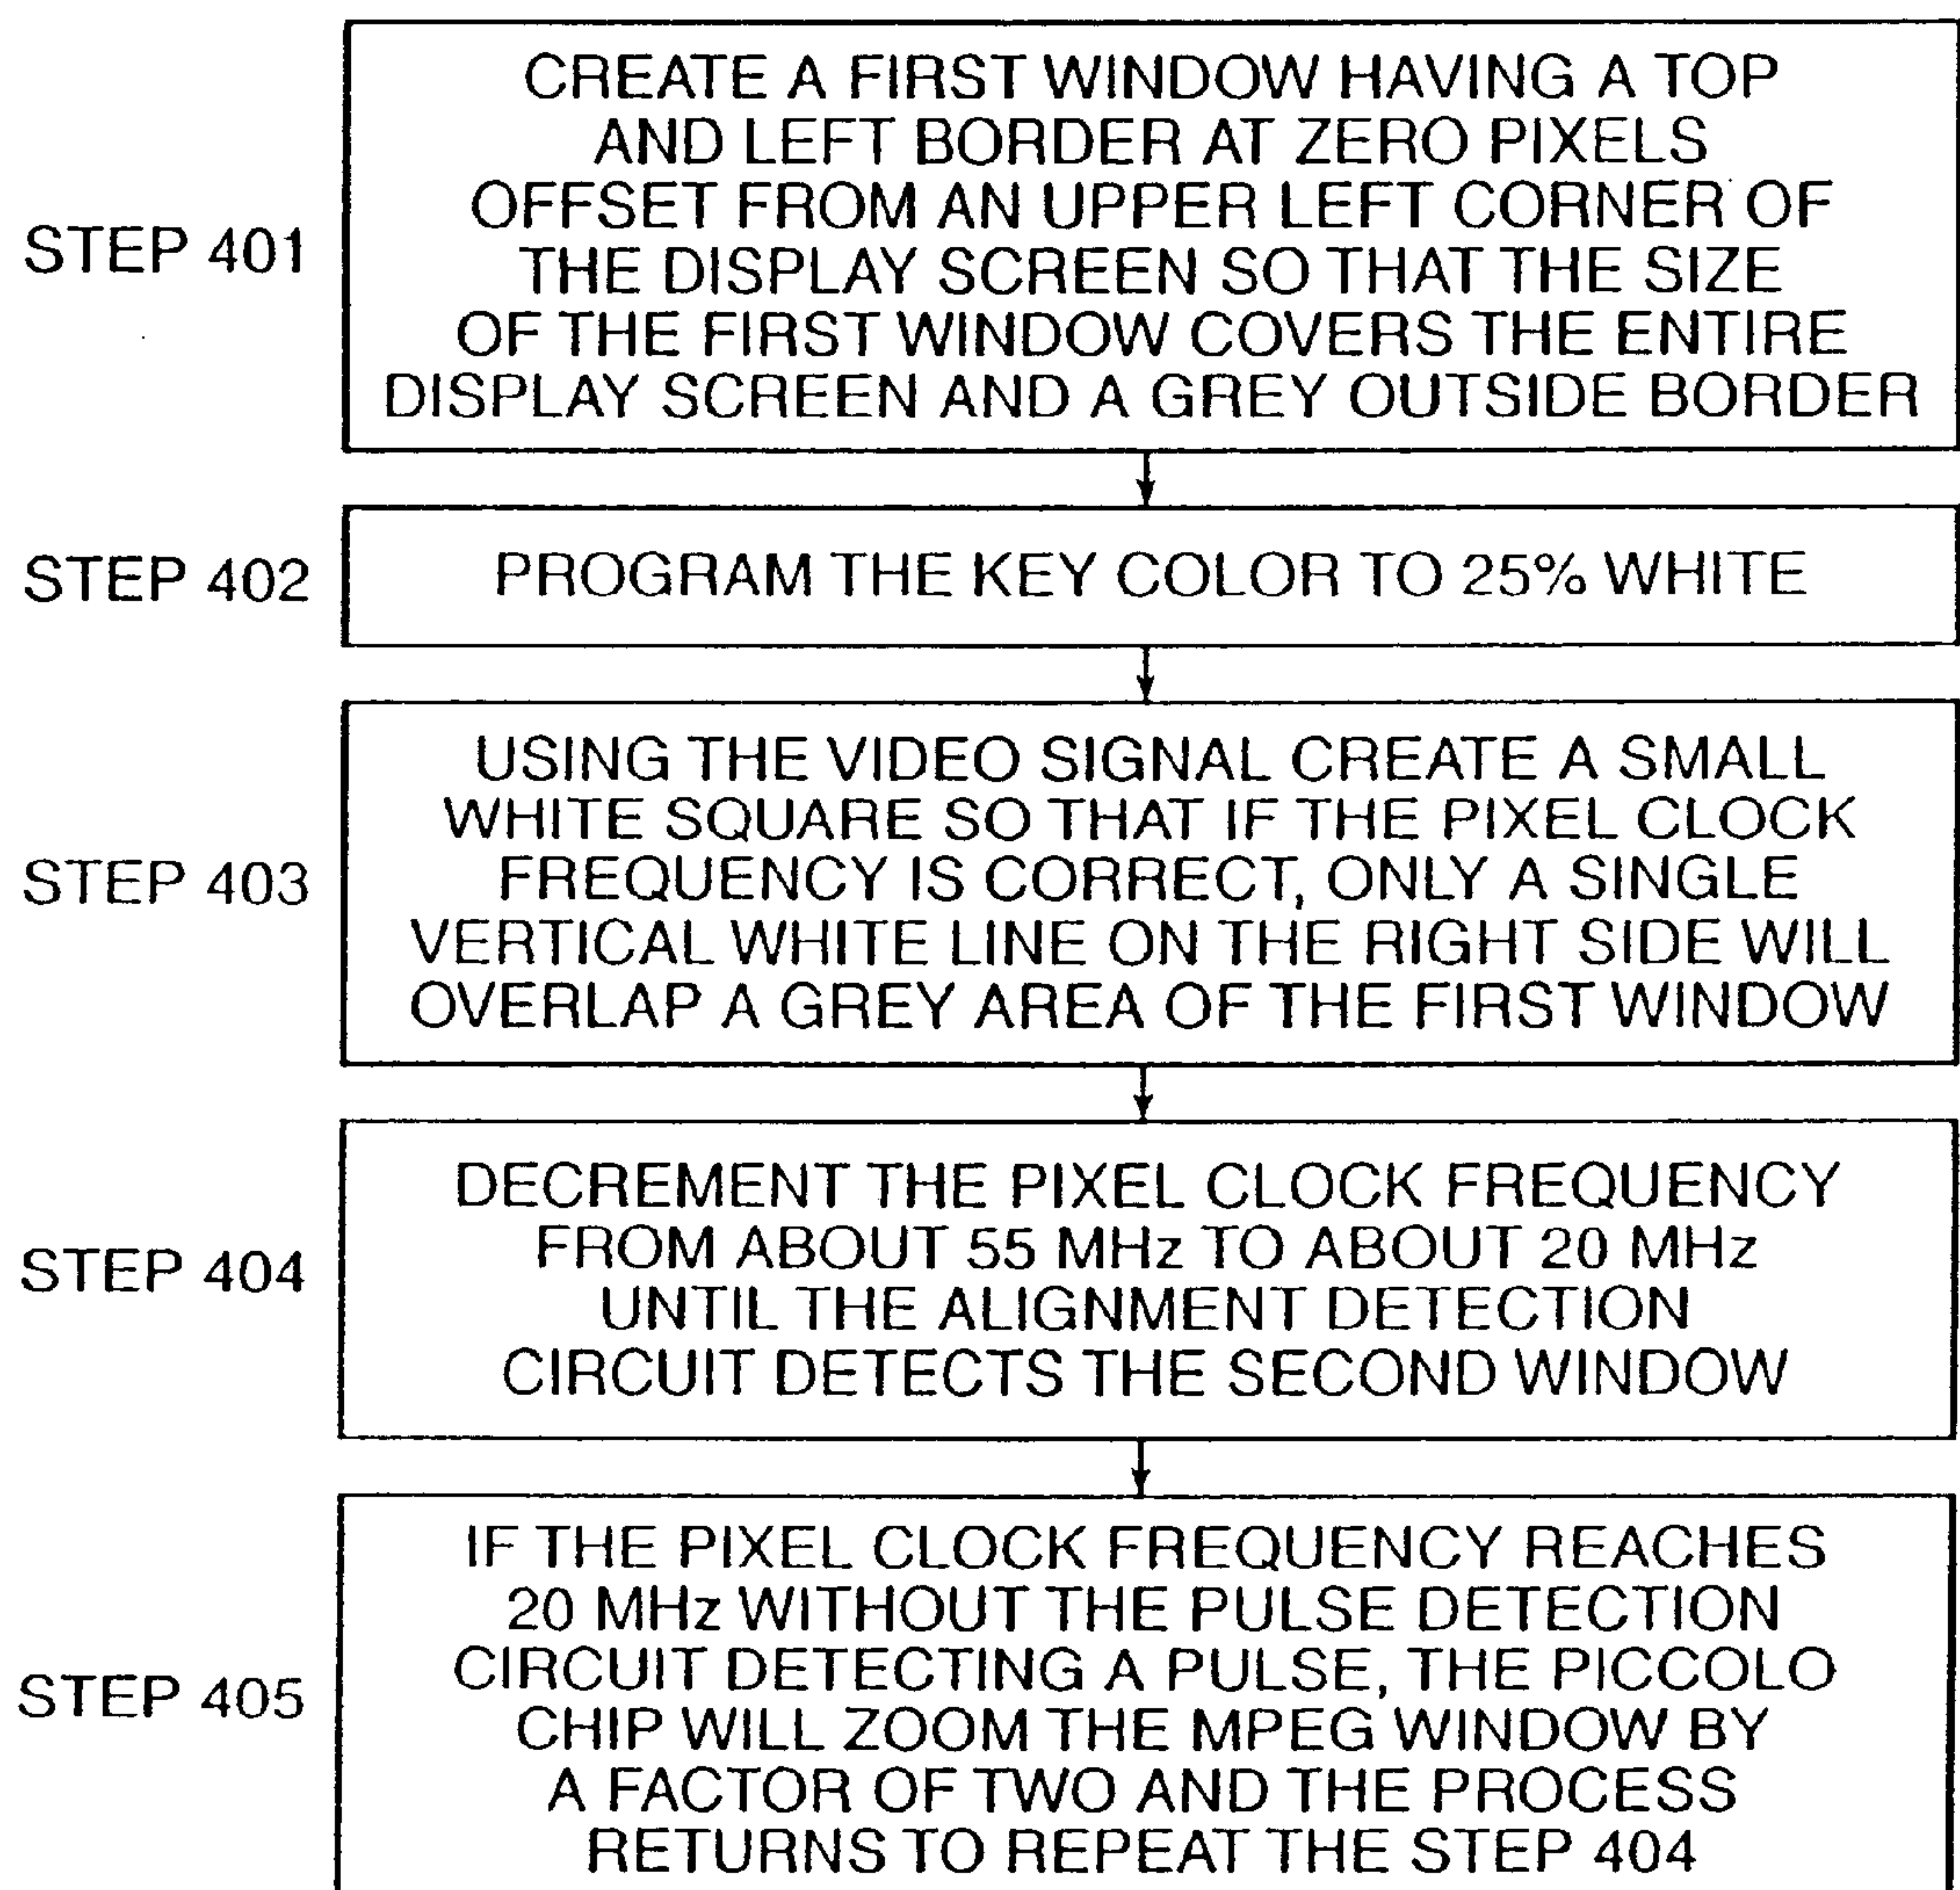 STEP 401
CREATE A FIRST WINDOW HAVING A TOP
AND LEFT BORDER AT ZERO PIXELS
OFFSET FROM AN UPPER LEFT CORNER OF
THE DISPLAY SCREEN SO THAT THE SIZE
OF THE FIRST WINDOW COVERS THE ENTIRE
DISPLAY SCREEN AND A GREY OUTSIDE BORDER
STEP 402
PROGRAM THE KEY COLOR TO 25% WHITE
STEP 403
USING THE VIDEO SIGNAL CREATE A SMALL
WHITE SQUARE SO THAT IF THE PIXEL CLOCK
FREQUENCY IS CORRECT, ONLY A SINGLE
VERTICAL WHITE LINE ON THE RIGHT SIDE WILL
OVERLAP A GREY AREA OF THE FIRST WINDOW
STEP 404
DECREMENT THE PIXEL CLOCK FREQUENCY
FROM ABOUT 55 MHz TO ABOUT 20 MHz
UNTIL THE ALIGNMENT DETECTION
CIRCUIT DETECTS THE SECOND WINDOW
STEP 405
IF THE PIXEL CLOCK FREQUENCY REACHES
20 MHz WITHOUT THE PULSE DETECTION
CIRCUIT DETECTING A PULSE, THE PICCOLO
CHIP WILL ZOOM THE MPEG WINDOW BY
A FACTOR OF TWO AND THE PROCESS
RETURNS TO REPEAT THE STEP 404